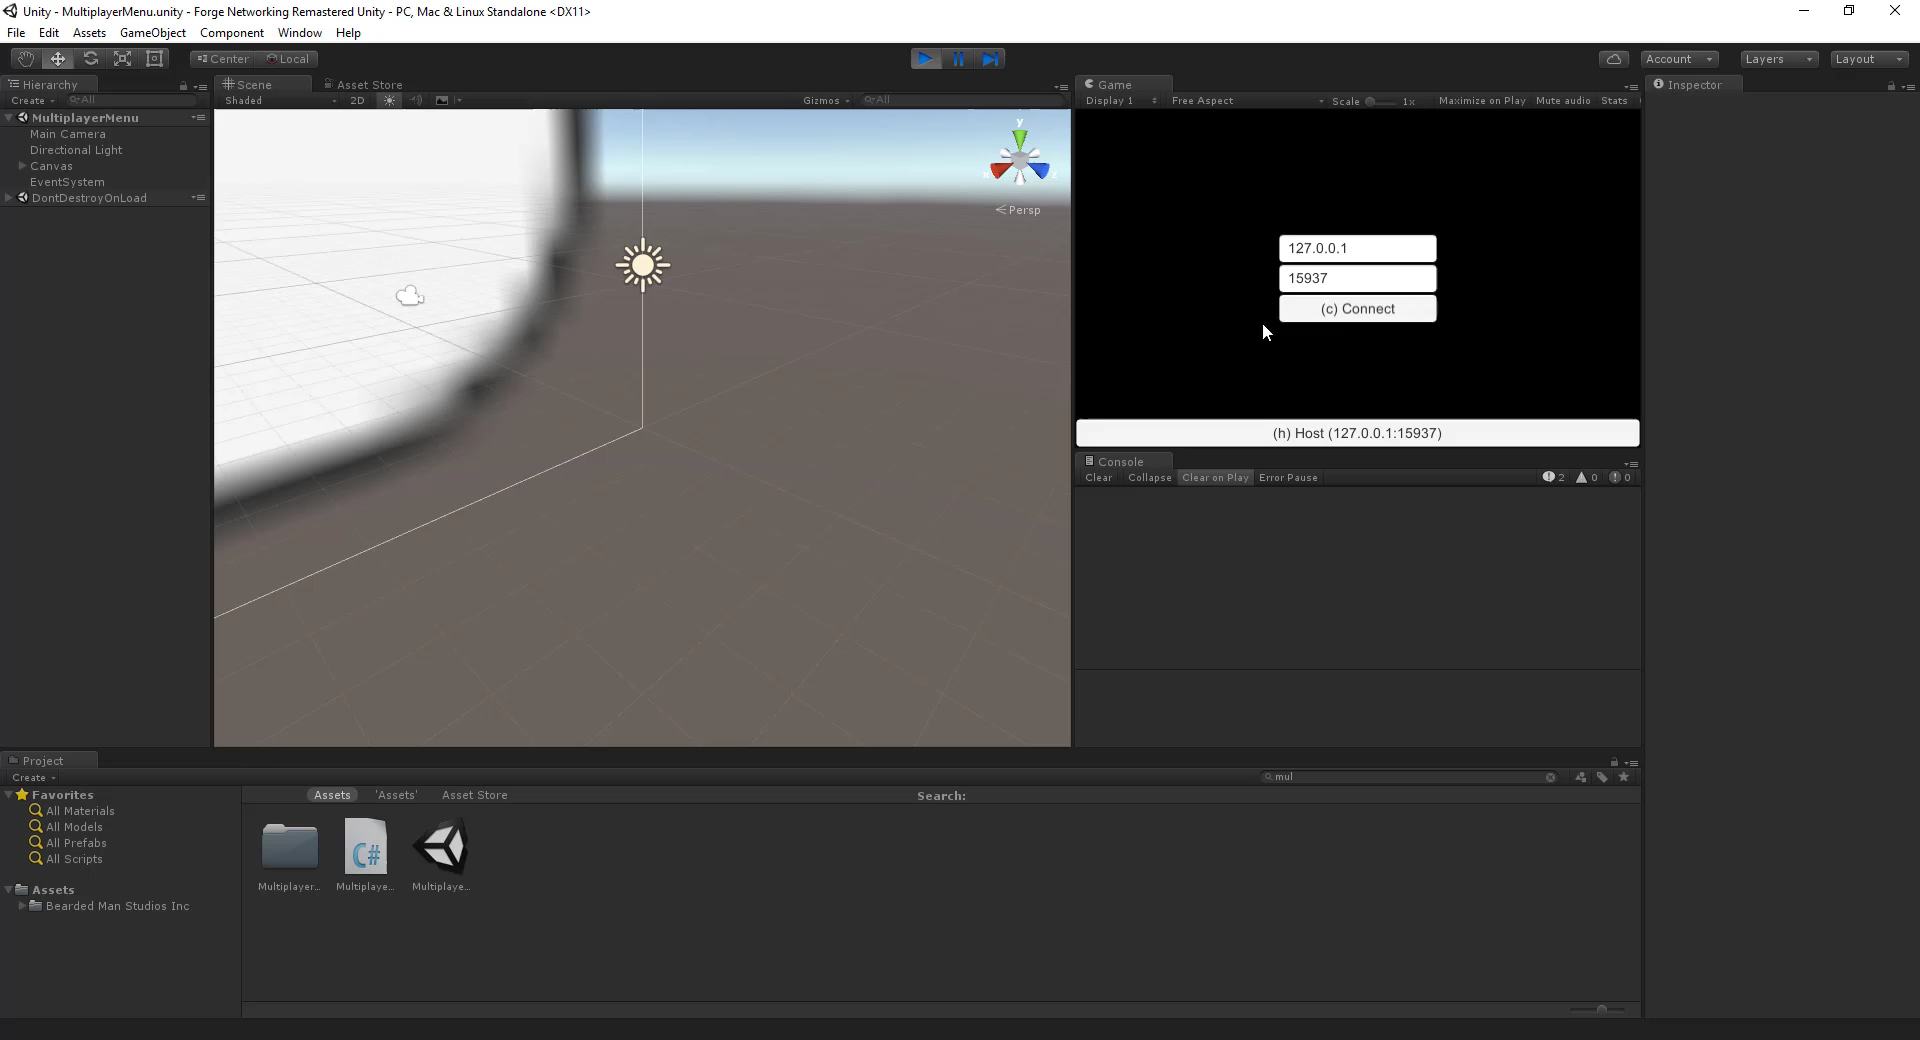 Unity - MultiplayerMenu.unity - Forge Networking Remastered Unity - PC, Mac & Linux Standalone <DX11>
File Edit Assets GameObject Component Window Help
Center Local Account Layers Layout
Hierarchy
Create All
MultiplayerMenu
Main Camera
Directional Light
Canvas
EventSystem
DontDestroyOnLoad
Scene Asset Store
Shaded 2D Gizmos All
y
x
z
Persp
Game
Display 1 Free Aspect Scale 1x Maximize on Play Mute audio Stats
127.0.0.1
15937
(c) Connect
(h) Host (127.0.0.1:15937)
Console
Clear Collapse Clear on Play Error Pause 2 0 0
Inspector
Project
Create mul
Favorites
All Materials
All Models
All Prefabs
All Scripts
Assets
Bearded Man Studios Inc
Assets 'Assets' Asset Store Search:
C#
Multiplayer... Multiplaye... Multiplaye...